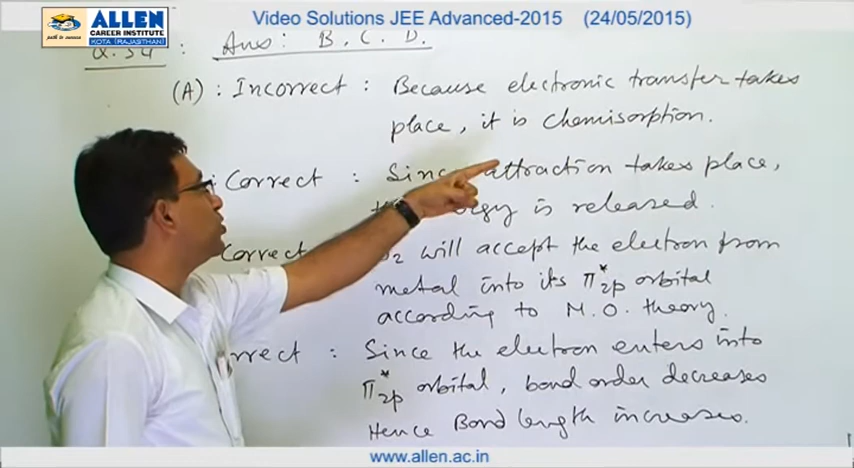 Video Solutions JEE Advanced-2015 (24/05/2015)
ALLEN
CAREER INSTITUTE
KOTA (RAJASTHAN)
path to success
Q.34 : Ans: B, C, D.
(A) : Incorrect : Because electronic transfer takes
place, it is chemisorption.
Correct : attraction takes place,
is released.
Correct will accept the electron from
metal into its π*2p orbital
according to M.O. theory.
: Since the electron enters into
π*2p orbital, bond order decreases
Hence Bond length increases.
www.allen.ac.in